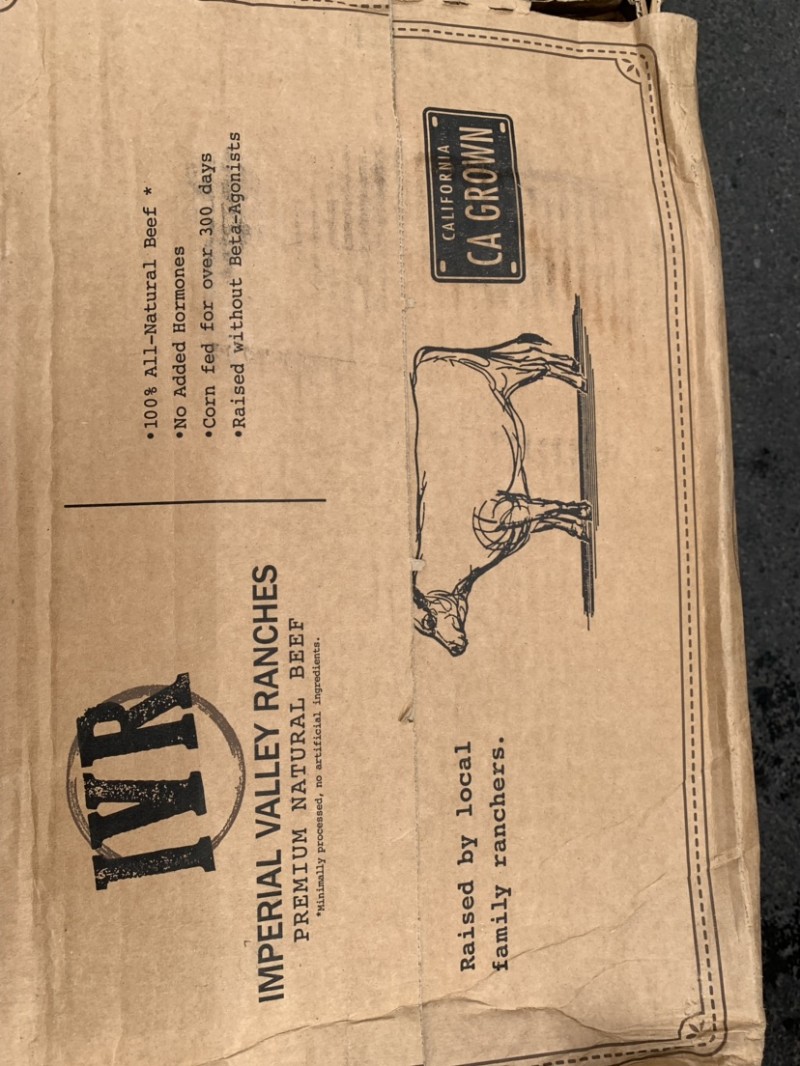 IVR
IMPERIAL VALLEY RANCHES
PREMIUM NATURAL BEEF
*Minimally processed, no artificial ingredients.
•100% All-Natural Beef *
•No Added Hormones
•Corn fed for over 300 days
•Raised without Beta-Agonists
Raised by local
family ranchers.
CALIFORNIA
CA GROWN